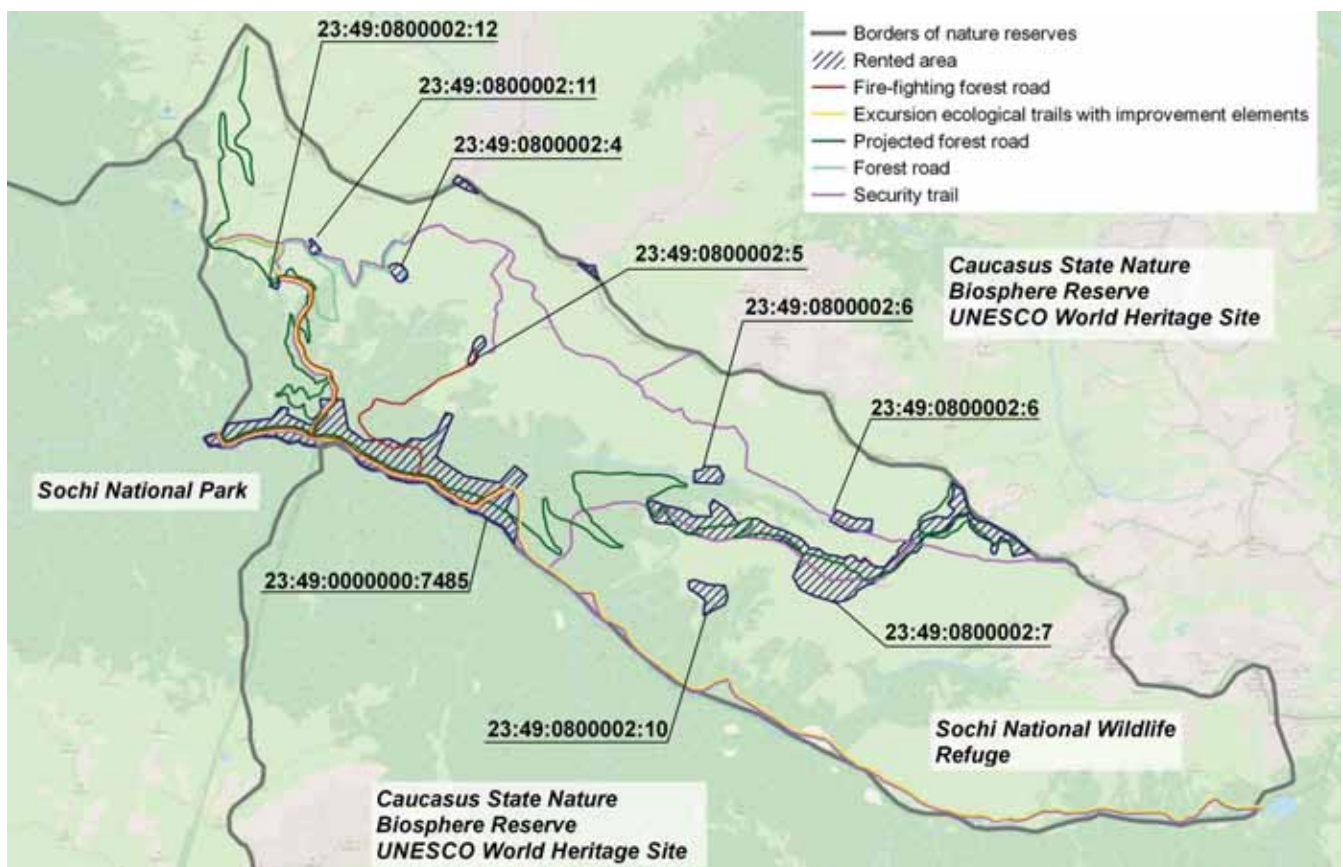 23:49:0800002:12
23:49:0800002:11
23:49:0800002:4
23:49:0800002:5
23:49:0800002:6
23:49:0800002:6
23:49:0000000:7485
23:49:0800002:7
23:49:0800002:10
Borders of nature reserves
Rented area
Fire-fighting forest road
Excursion ecological trails with improvement elements
Projected forest road
Forest road
Security trail
Caucasus State Nature
Biosphere Reserve
UNESCO World Heritage Site
Sochi National Park
Sochi National Wildlife
Refuge
Caucasus State Nature
Biosphere Reserve
UNESCO World Heritage Site